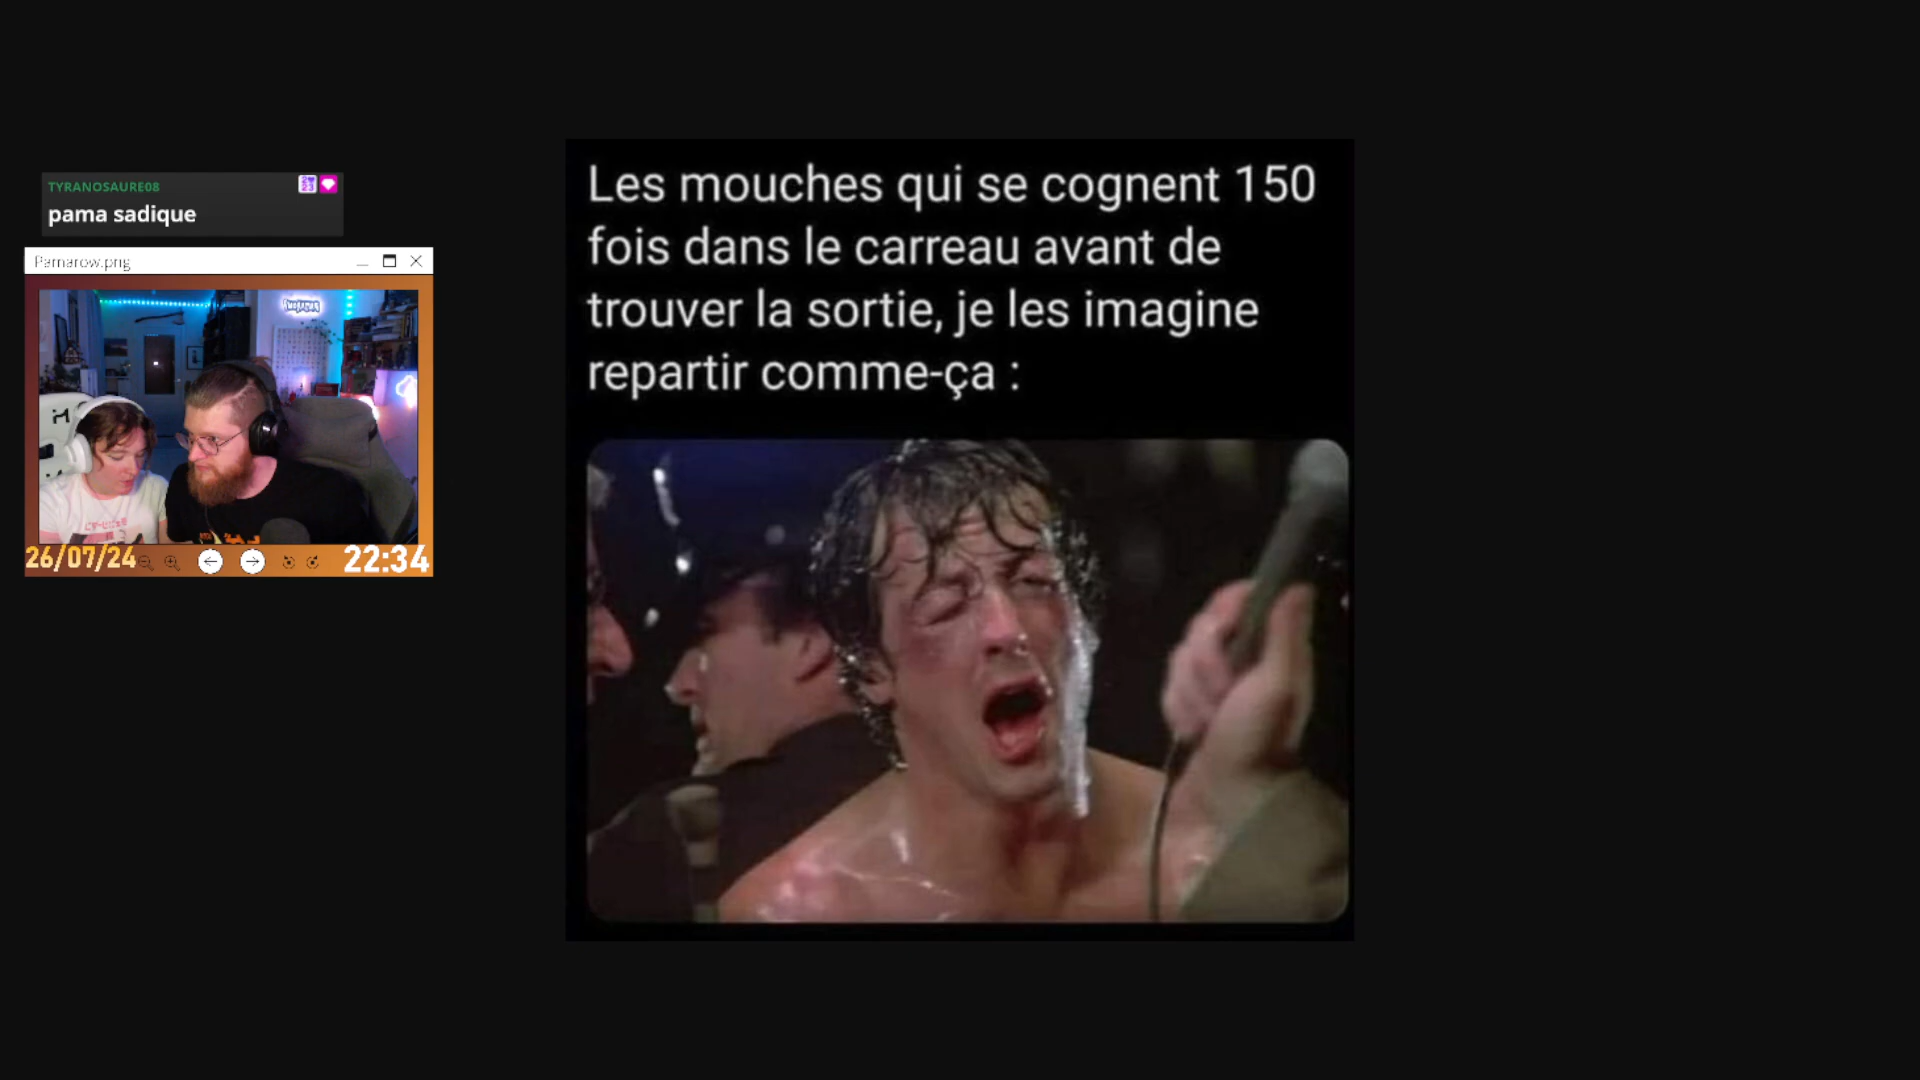 TYRANOSAURE08
pama sadique
Pamarow.png
26/07/24
22:34
Les mouches qui se cognent 150
fois dans le carreau avant de
trouver la sortie, je les imagine
repartir comme-ça :